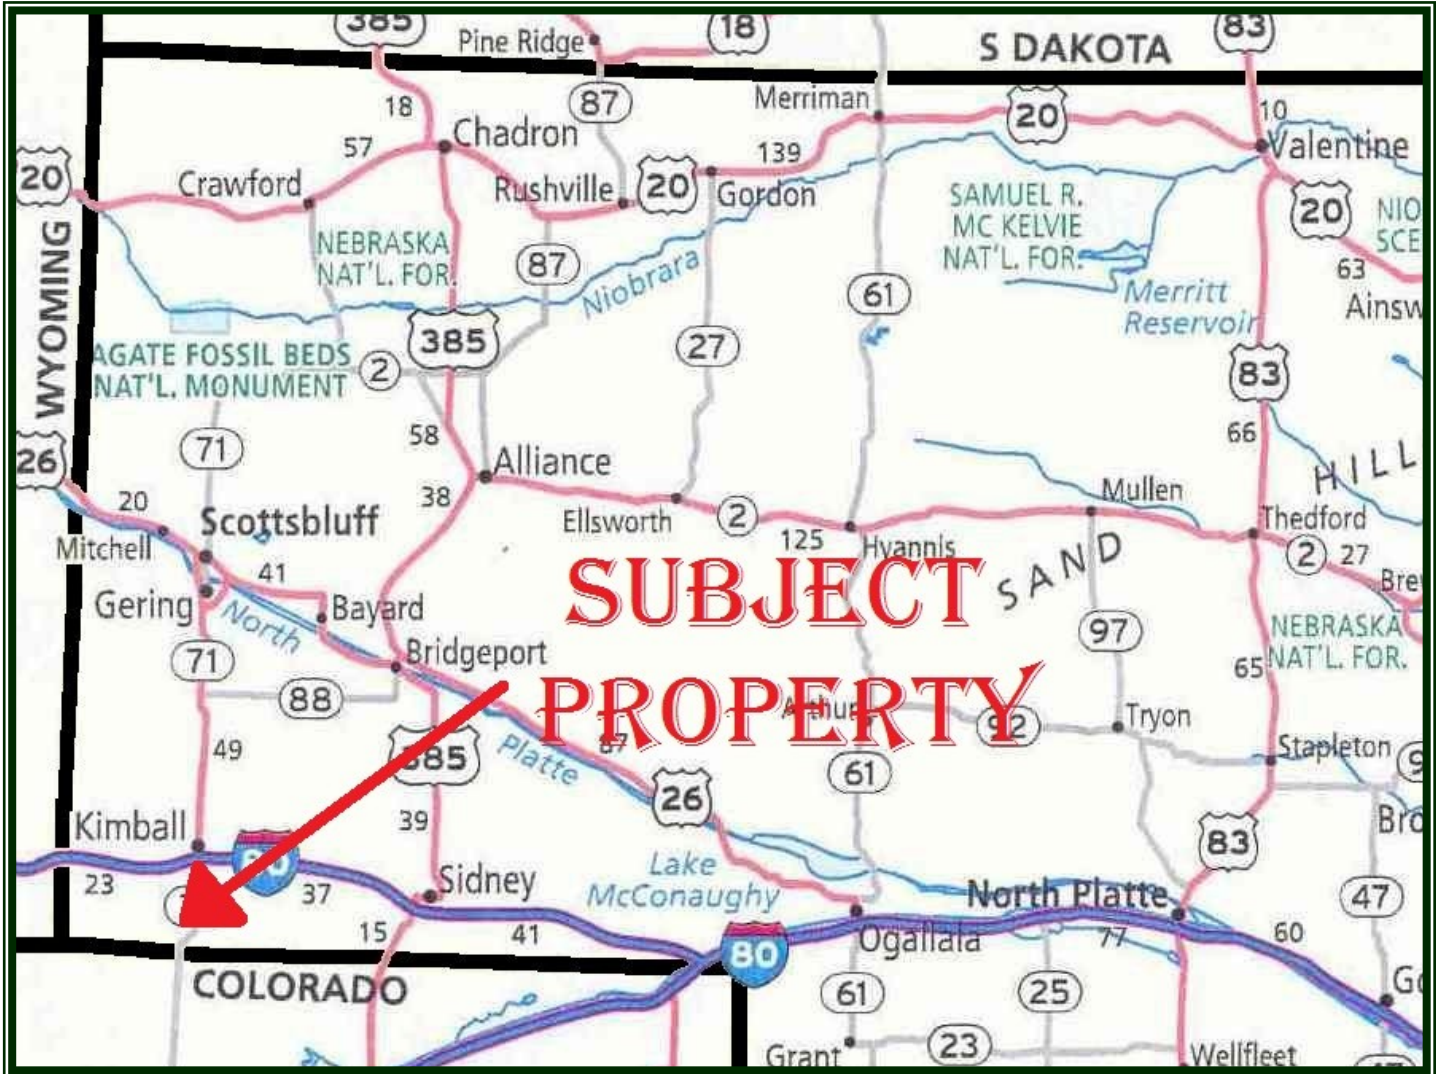 385
18
83
Pine Ridge
S DAKOTA
87
Merriman
18
20
10
Chadron
57
139
Valentine
20
Crawford
Rushville
20
Gordon
SAMUEL R.
MC KELVIE
NAT'L. FOR.
20
NIO
SCE
NEBRASKA
NAT'L. FOR.
87
Niobrara
63
WYOMING
61
Merritt
Reservoir
Ainsw
385
27
AGATE FOSSIL BEDS
NAT'L. MONUMENT
2
83
71
58
66
26
Alliance
HILL
20
38
Mullen
Scottsbluff
Ellsworth
2
Thedford
Mitchell
125
Hyannis
2
27
41
SUBJECT
SAND
Bre
Gering
North
Bayard
NEBRASKA
NAT'L. FOR.
97
71
Bridgeport
65
88
PROPERTY
Arthur
92
Tryon
49
385
Platte
87
Stapleton
9
61
26
Kimball
39
83
Bro
80
Lake
McConaughy
23
37
Sidney
North Platte
47
15
41
80
Ogallala
77
60
COLORADO
61
25
Go
Grant
23
Wellfleet
47